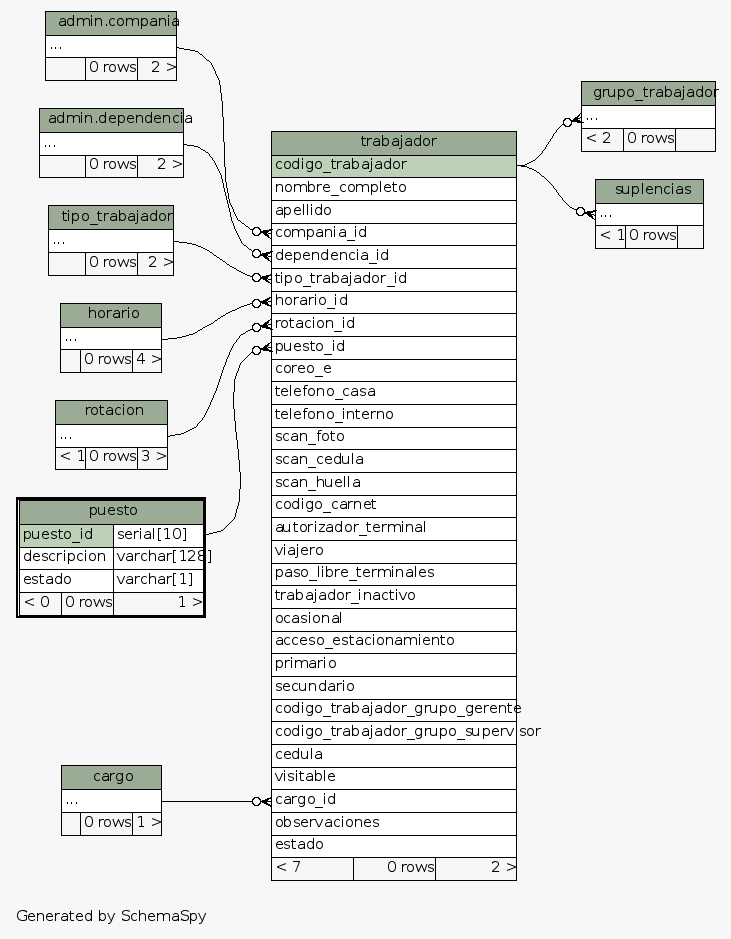 admin.compania
...
0 rows 2 >
admin.dependencia
...
0 rows 2 >
tipo_trabajador
...
0 rows 2 >
horario
...
0 rows 4 >
rotacion
...
< 1 0 rows 3 >
puesto
puesto_id serial[10]
descripcion varchar[128]
estado varchar[1]
< 0 0 rows 1 >
cargo
...
0 rows 1 >
trabajador
codigo_trabajador
nombre_completo
apellido
compania_id
dependencia_id
tipo_trabajador_id
horario_id
rotacion_id
puesto_id
coreo_e
telefono_casa
telefono_interno
scan_foto
scan_cedula
scan_huella
codigo_carnet
autorizador_terminal
viajero
paso_libre_terminales
trabajador_inactivo
ocasional
acceso_estacionamiento
primario
secundario
codigo_trabajador_grupo_gerente
codigo_trabajador_grupo_supervisor
cedula
visitable
cargo_id
observaciones
estado
< 7 0 rows 2 >
grupo_trabajador
...
< 2 0 rows
suplencias
...
< 1 0 rows
Generated by SchemaSpy